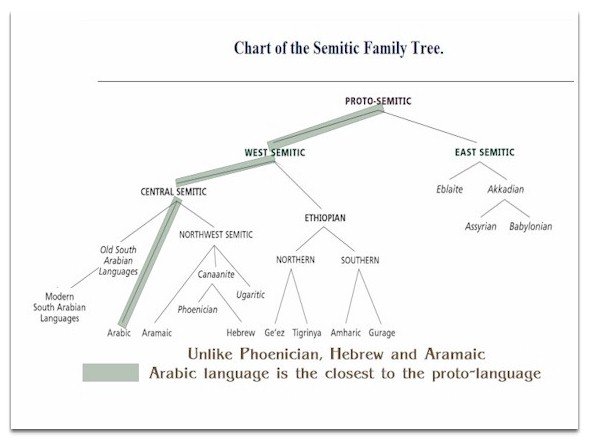 Chart of the Semitic Family Tree.
PROTO-SEMITIC
WEST SEMITIC
EAST SEMITIC
Eblaite
Akkadian
CENTRAL SEMITIC
ETHIOPIAN
Assyrian
Babylonian
Old South
Arabian
Languages
NORTHWEST SEMITIC
NORTHERN
SOUTHERN
Canaanite
Modern
South Arabian
Languages
Ugaritic
Phoenician
Arabic
Aramaic
Hebrew
Ge'ez
Tigrinya
Amharic
Gurage
Unlike Phoenician, Hebrew and Aramaic
Arabic language is the closest to the proto-language